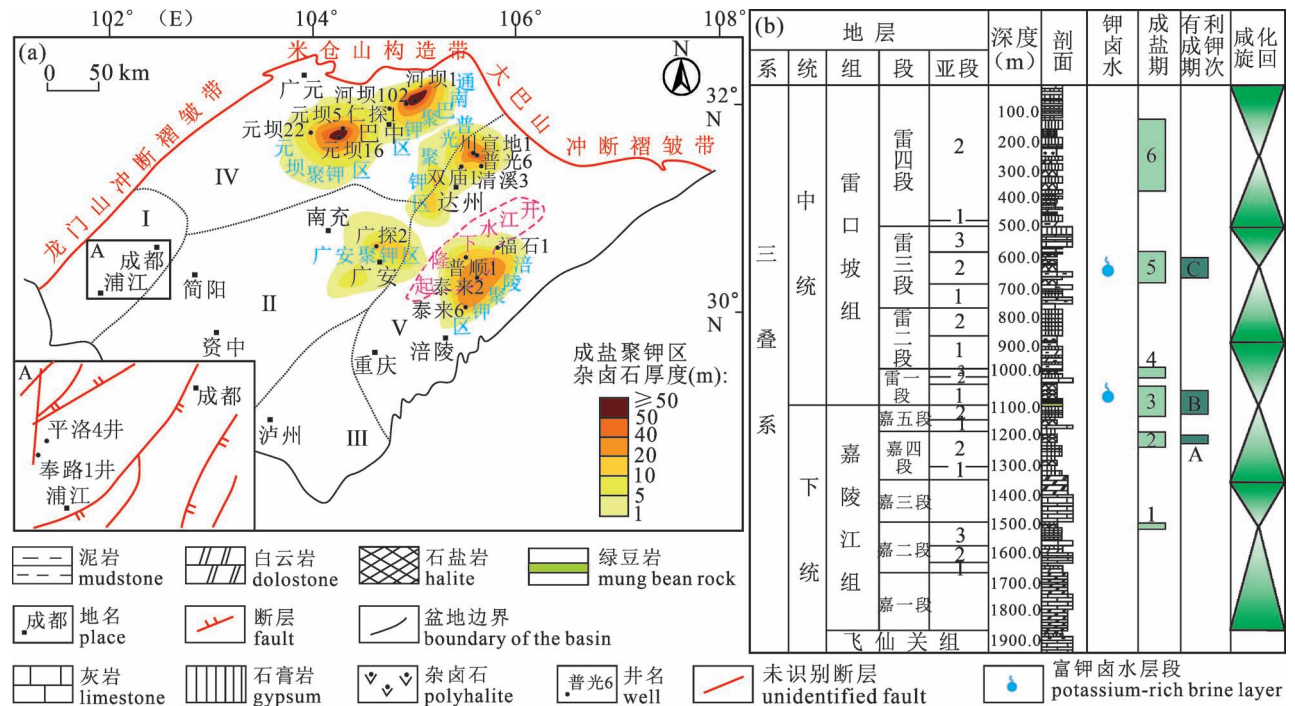 102° (E)
104°
106°
108°
(a)
0 50 km
米仓山构造带
大巴山冲断褶皱带
龙门山冲断褶皱带
N
32°
N
30°
N
广元
河坝1
河坝102
元坝5
仁探1
元坝22
巴中
元坝16
元坝聚钾区
通南巴聚钾区
普光聚钾区
川宣地1
普光6
双庙1
清溪3
达州
IV
I
A
成都
浦江
简阳
南充
广探2
广安聚钾区
广安
II
资中
泸州
III
重庆
V
涪陵
井江水下隆起
福石1
普顺1
泰来2
泰来6
涪陵聚钾区
成盐聚钾区
杂卤石厚度(m):
≥50
50
40
20
10
5
1
A
成都
平洛4井
奉路1井
浦江
(b)
地层
系
统
组
段
亚段
深度
(m)
剖面
钾卤水
成盐期
有利成钾期次
咸化旋回
三叠系
中统
下统
雷口坡组
嘉陵江组
飞仙关组
雷四段
雷三段
雷二段
雷一段
嘉五段
嘉四段
嘉三段
嘉二段
嘉一段
2
1
3
2
1
2
1
3
2
1
2
1
2
1
3
2
1
100.0
200.0
300.0
400.0
500.0
600.0
700.0
800.0
900.0
1000.0
1100.0
1200.0
1300.0
1400.0
1500.0
1600.0
1700.0
1800.0
1900.0
6
5
4
3
2
1
C
B
A
泥岩
mudstone
白云岩
dolostone
石盐岩
halite
绿豆岩
mung bean rock
成都
地名
place
断层
fault
盆地边界
boundary of the basin
灰岩
limestone
石膏岩
gypsum
杂卤石
polyhalite
普光6
井名
well
未识别断层
unidentified fault
富钾卤水层段
potassium-rich brine layer